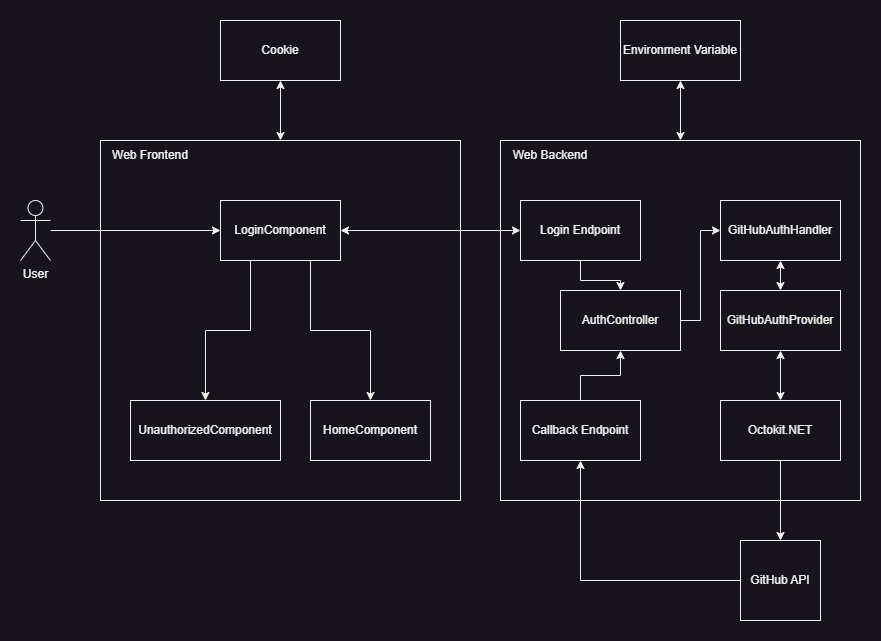 Cookie
Environment Variable
Web Frontend
Web Backend
User
LoginComponent
Login Endpoint
GitHubAuthHandler
AuthController
GitHubAuthProvider
UnauthorizedComponent
HomeComponent
Callback Endpoint
Octokit.NET
GitHub API